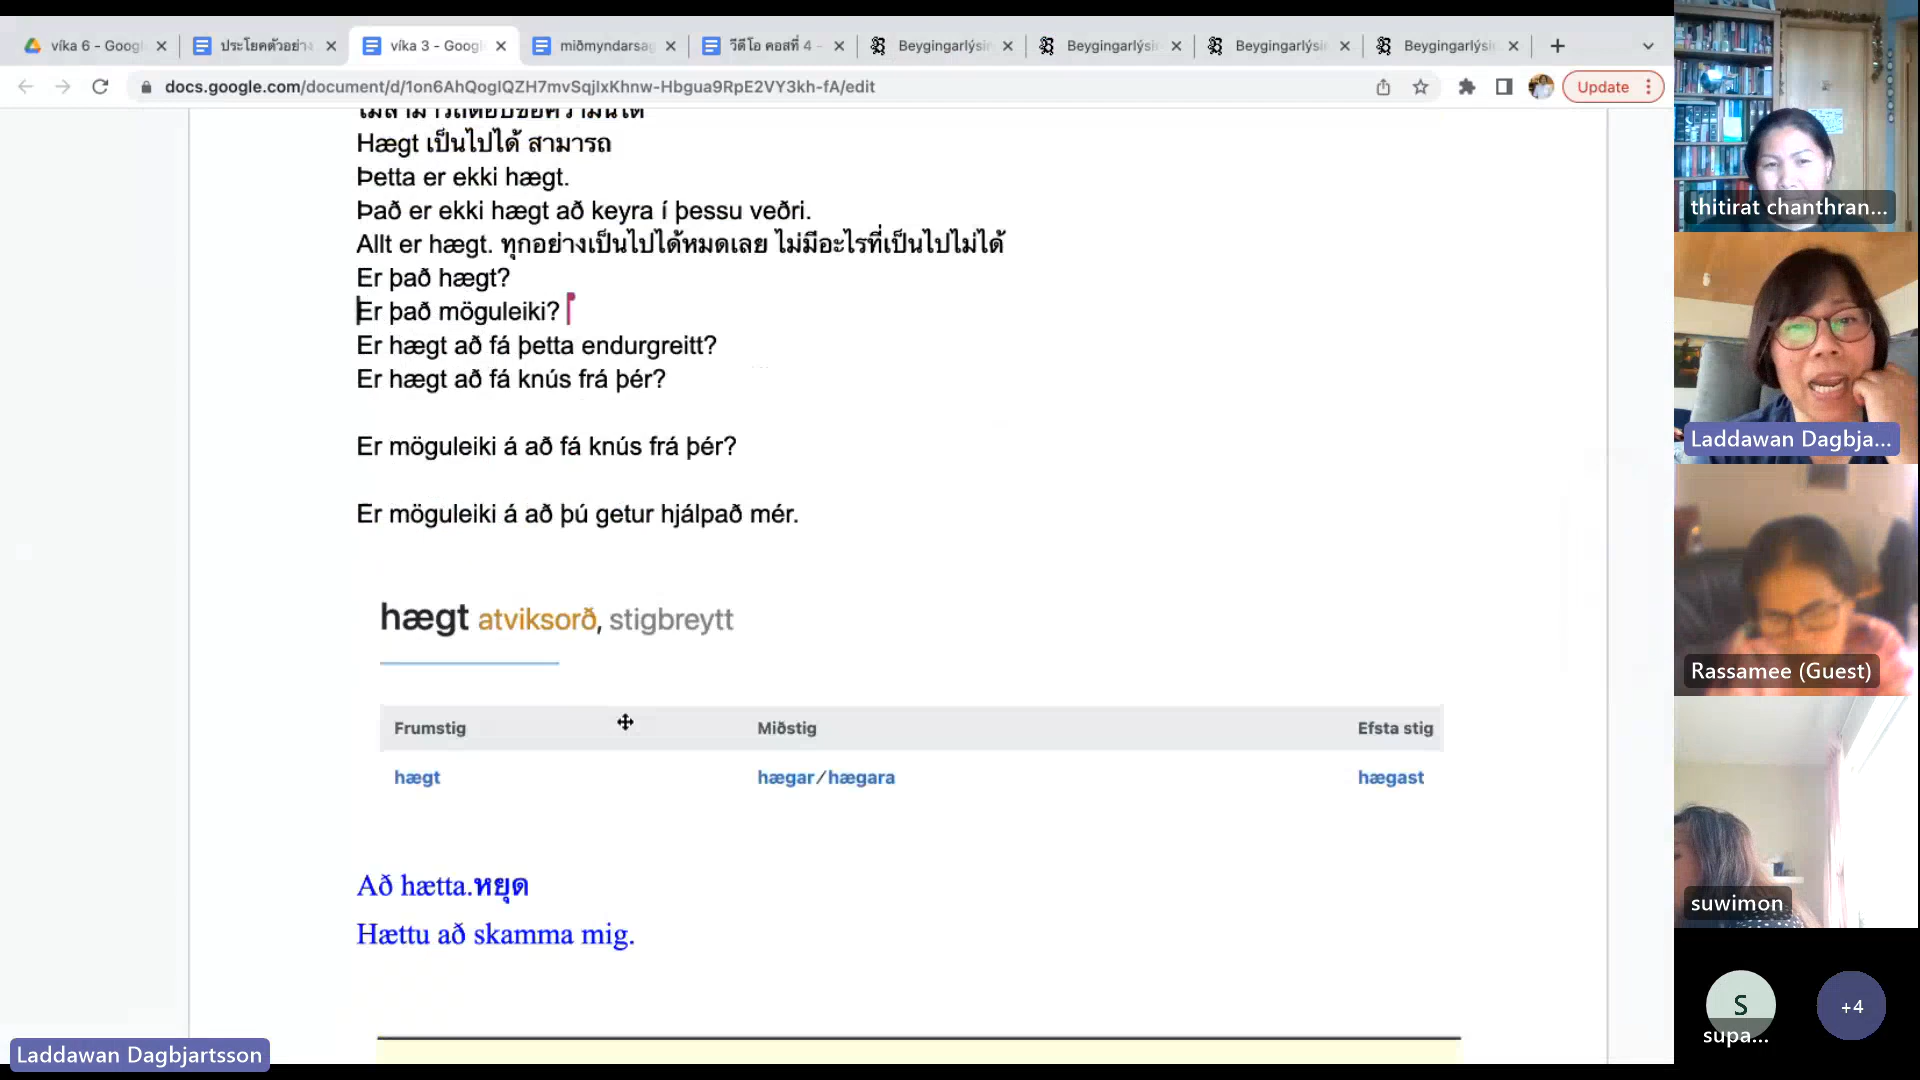 víka 6 - Googl
ประโยคตัวอย่าง
víka 3 - Googl
miðmyndarsag
วีดีโอ คอสที่ 4 -
Beygingarlýsin
Beygingarlýsi
Beygingarlýsi
Beygingarlýsi
docs.google.com/document/d/1on6AhQoglQZH7mvSqjlxKhnw-Hbgua9RpE2VY3kh-fA/edit
Update
Hægt เป็นไปได้ สามารถ
Þetta er ekki hægt.
Það er ekki hægt að keyra í þessu veðri.
Allt er hægt. ทุกอย่างเป็นไปได้หมดเลย ไม่มีอะไรที่เป็นไปไม่ได้
Er það hægt?
Er það möguleiki?
Er hægt að fá þetta endurgreitt?
Er hægt að fá knús frá þér?
Er möguleiki á að fá knús frá þér?
Er möguleiki á að þú getur hjálpað mér.
hægt atviksorð, stigbreytt
Frumstig Miðstig Efsta stig
hægt hægar/hægara hægast
Að hætta.หยุด
Hættu að skamma mig.
Laddawan Dagbjartsson
thitirat chanthran...
Laddawan Dagbja...
Rassamee (Guest)
suwimon
S
supa...
+4